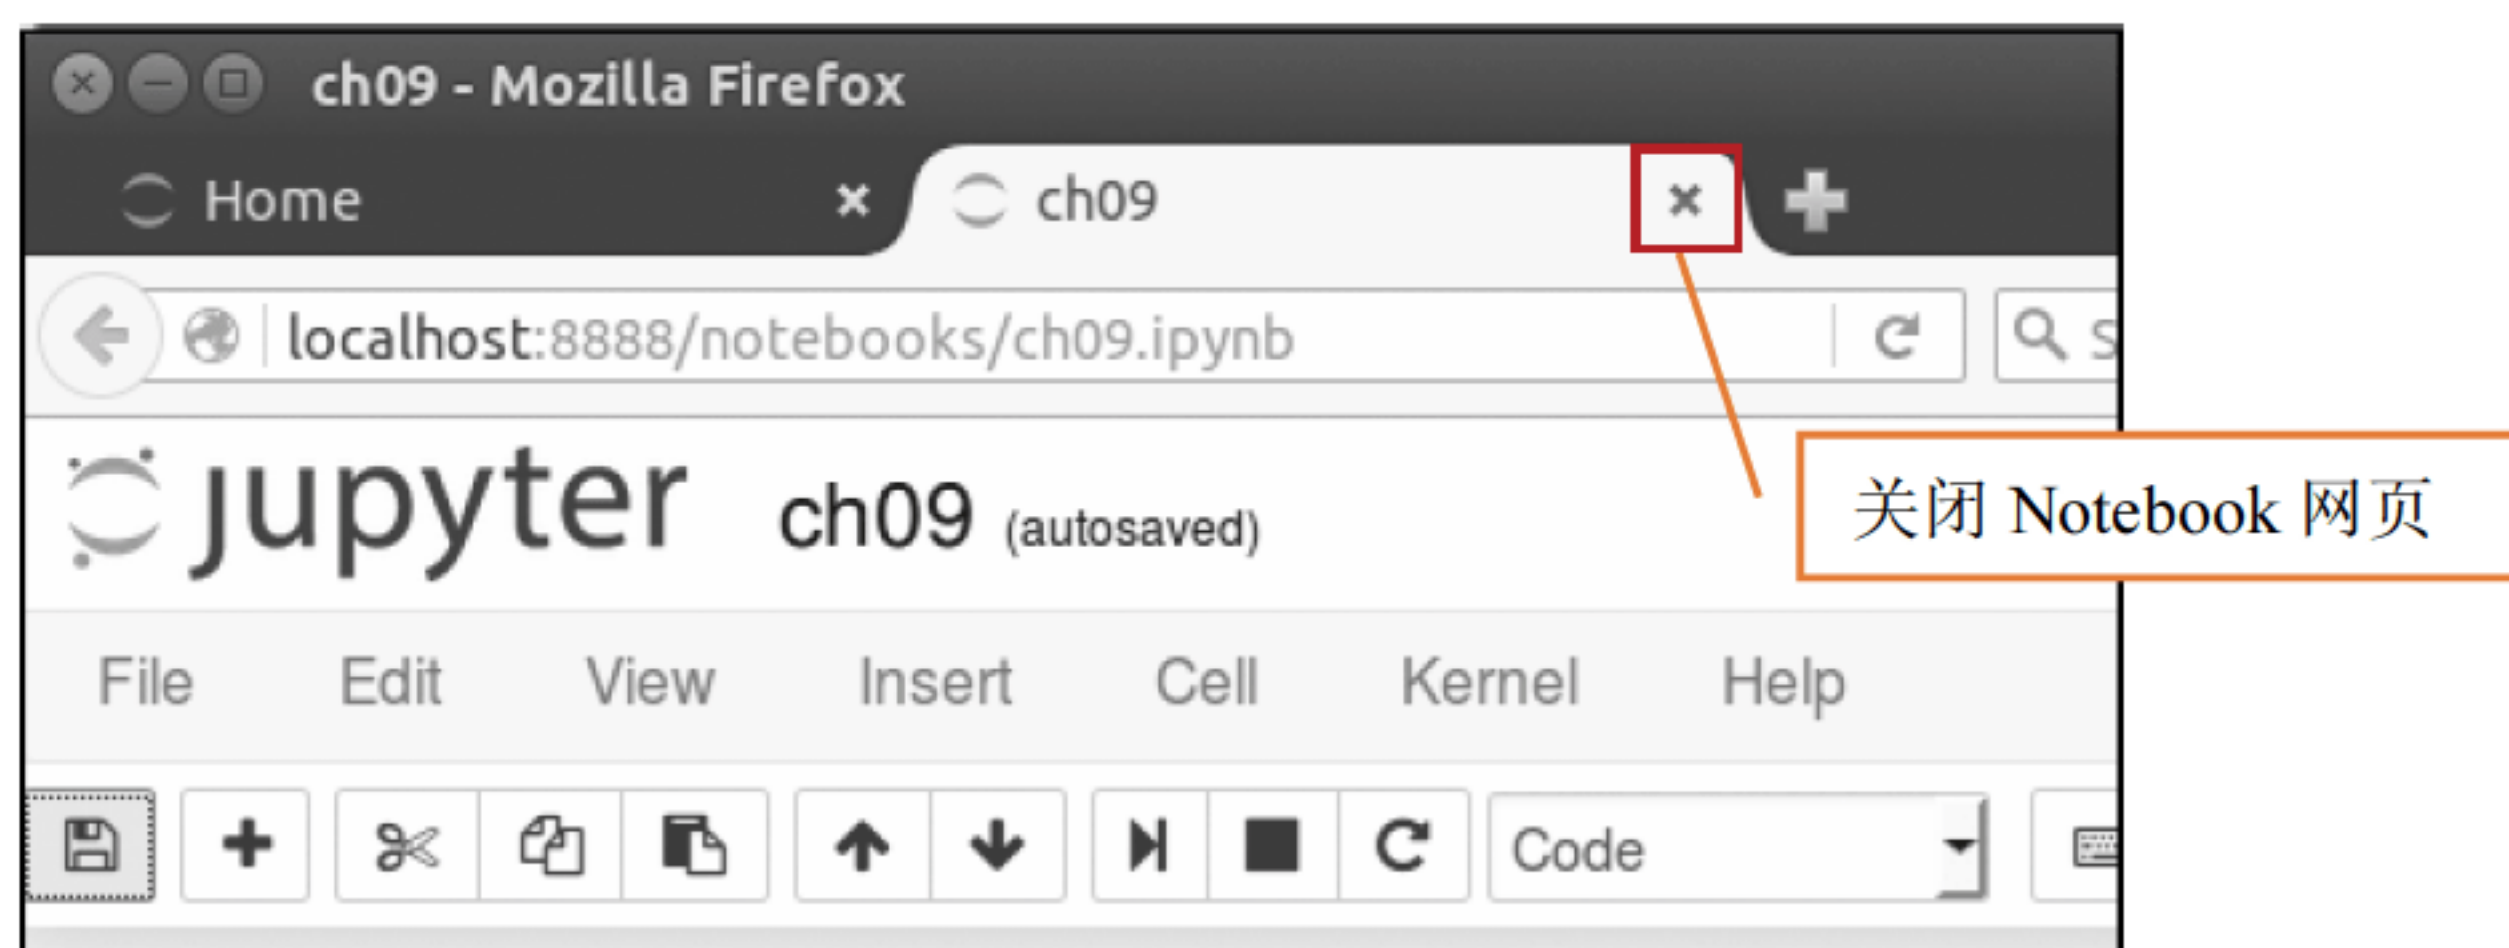 ch09 - Mozilla Firefox
Home
ch09
localhost:8888/notebooks/ch09.ipynb
S
jupyter ch09 (autosaved)
关闭 Notebook 网页
File Edit View Insert Cell Kernel Help
Code